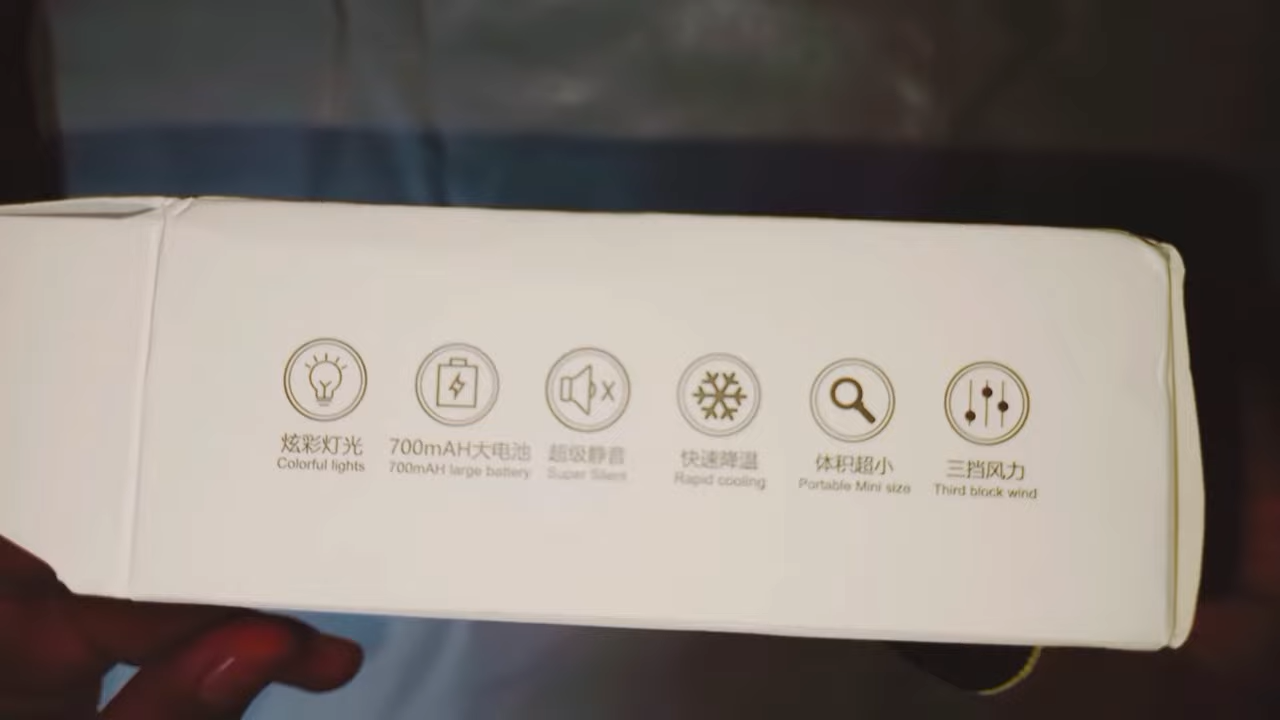 炫彩灯光
Colorful lights
700mAH大电池
700mAH large battery
超级静音
Super Silent
快速降温
Rapid cooling
体积超小
Portable Mini size
三挡风力
Third block wind